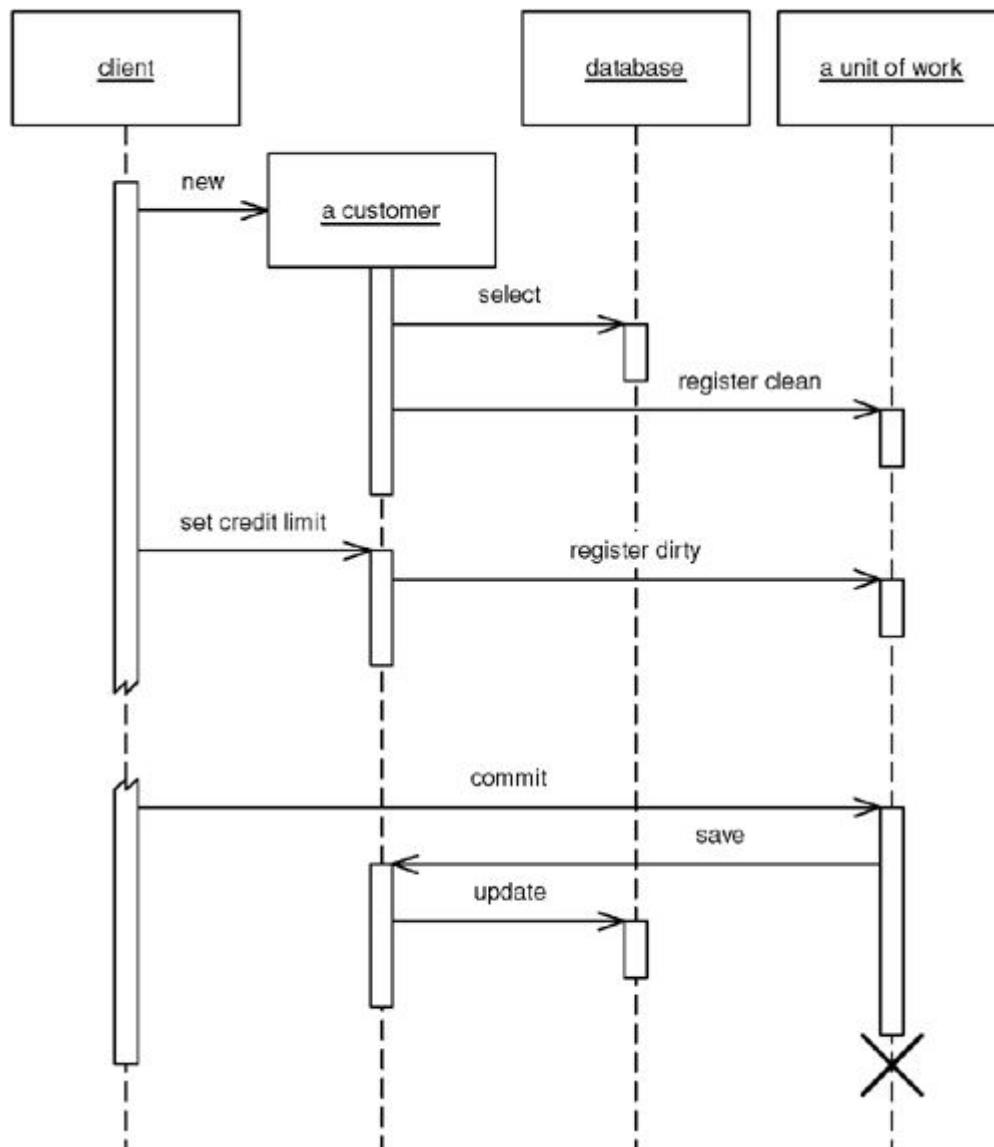 client
database
a unit of work
new
a customer
select
register clean
set credit limit
register dirty
commit
save
update